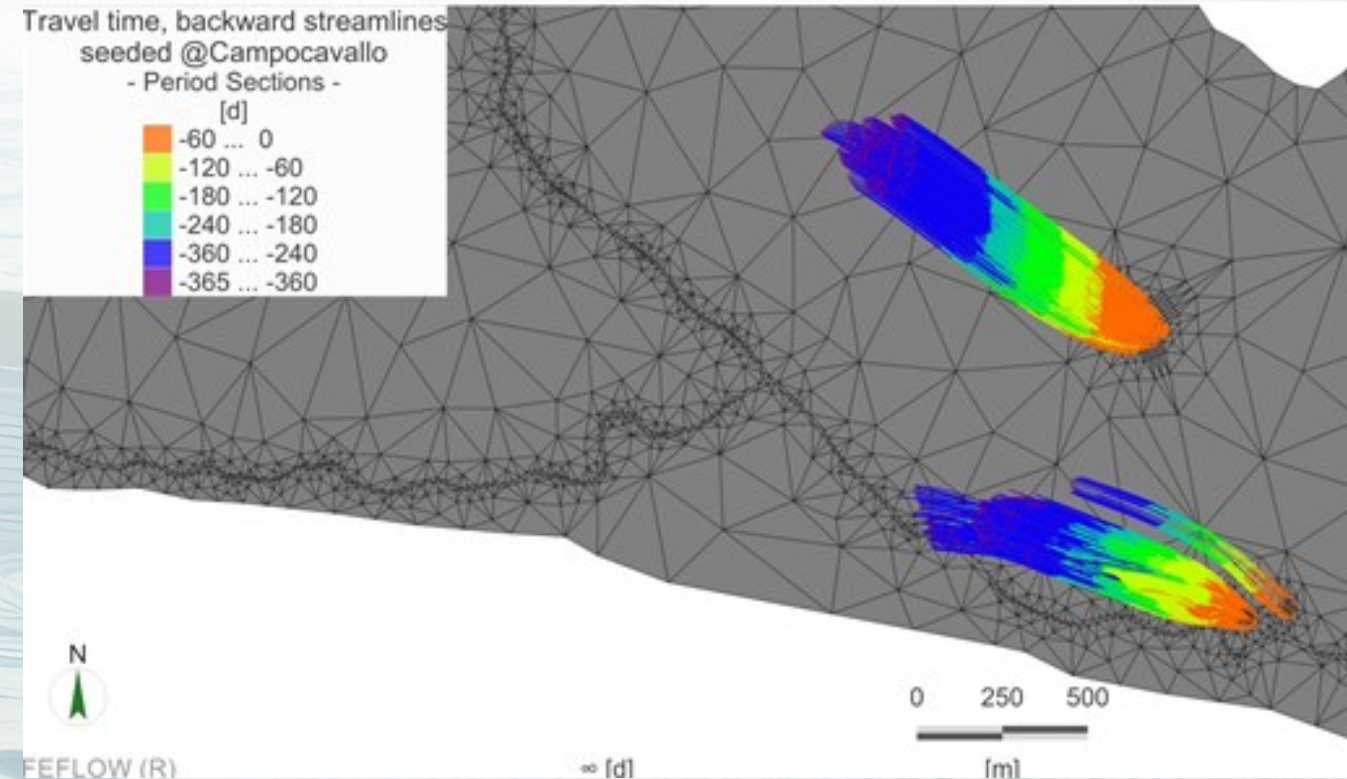 Travel time, backward streamlines
seeded @Campocavallo
- Period Sections -
[d]
-60 ... 0
-120 ... -60
-180 ... -120
-240 ... -180
-360 ... -240
-365 ... -360
N
0 250 500
FEFLOW (R)
∞ [d]
[m]